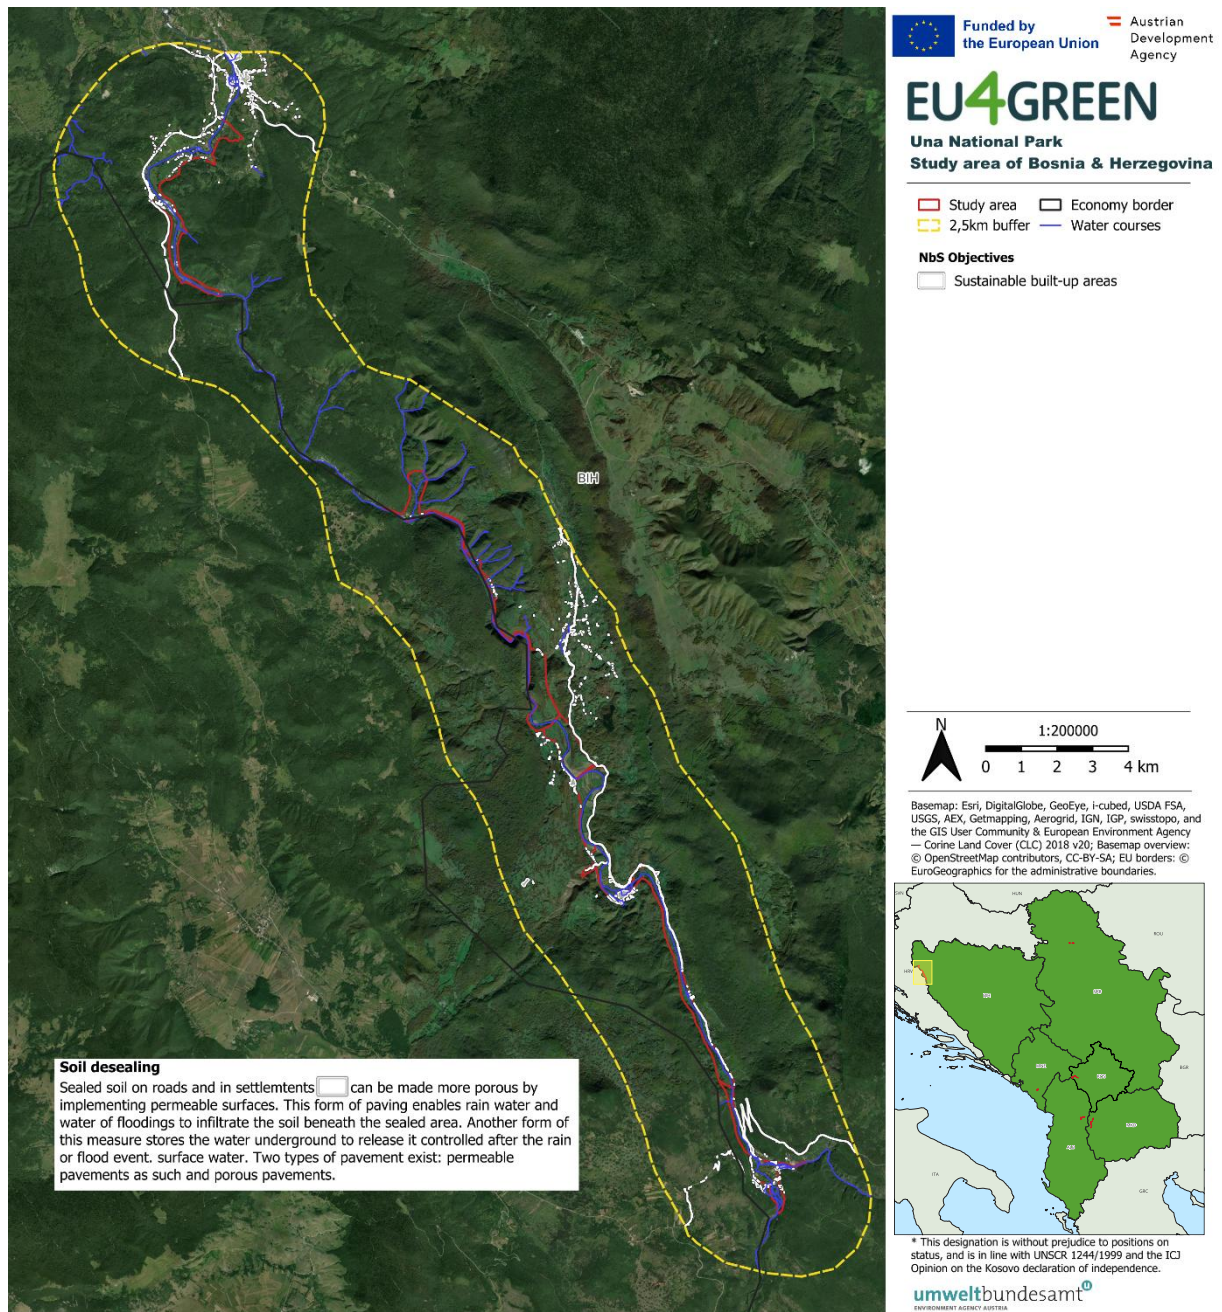 Funded by
the European Union
Austrian
Development
Agency
EU4GREEN
Una National Park
Study area of Bosnia & Herzegovina
Study area
Economy border
2,5km buffer
Water courses
NbS Objectives
Sustainable built-up areas
BIH
Soil desealing
Sealed soil on roads and in settlemtents can be made more porous by
implementing permeable surfaces. This form of paving enables rain water and
water of floodings to infiltrate the soil beneath the sealed area. Another form of
this measure stores the water underground to release it controlled after the rain
or flood event. surface water. Two types of pavement exist: permeable
pavements as such and porous pavements.
N
1:200000
0 1 2 3 4 km
Basemap: Esri, DigitalGlobe, GeoEye, i-cubed, USDA FSA,
USGS, AEX, Getmapping, Aerogrid, IGN, IGP, swisstopo, and
the GIS User Community & European Environment Agency
— Corine Land Cover (CLC) 2018 v20; Basemap overview:
© OpenStreetMap contributors, CC-BY-SA; EU borders: ©
EuroGeographics for the administrative boundaries.
HUN
ROU
BGR
ITA
GRC
* This designation is without prejudice to positions on
status, and is in line with UNSCR 1244/1999 and the ICJ
Opinion on the Kosovo declaration of independence.
umweltbundesamt
ENVIRONMENT AGENCY AUSTRIA